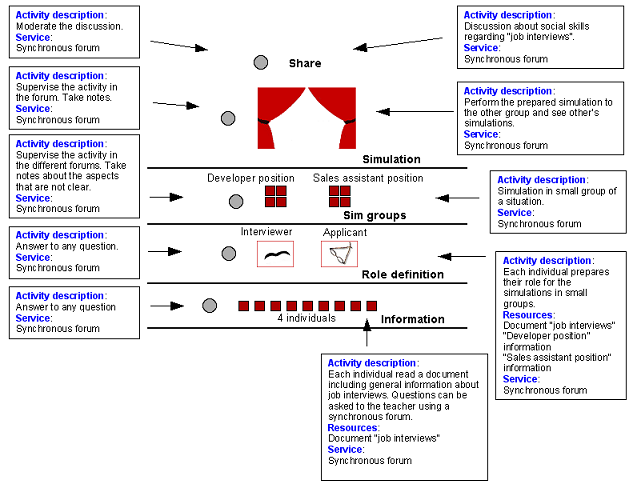 Activity description:
Moderate the discussion.
Service:
Synchronous forum
Activity description:
Discussion about social skills
regarding "job interviews".
Service:
Synchronous forum
Share
Activity description:
Supervise the activity in
the forum. Take notes.
Service:
Synchronous forum
Activity description:
Perform the prepared simulation to
the other group and see other's
simulations.
Service:
Synchronous forum
Simulation
Activity description:
Supervise the activity in
the different forums. Take
notes about the aspects
that are not clear.
Service:
Synchronous forum
Developer position
Sales assistant position
Sim groups
Activity description:
Simulation in small group of
a situation.
Service:
Synchronous forum
Activity description:
Answer to any question.
Service:
Synchronous forum
Interviewer
Applicant
Role definition
Activity description:
Each individual prepares
their role for the
simulations in small
groups.
Resources:
Document "job interviews"
"Developer position"
information
"Sales assistant position"
information
Service:
Synchronous forum
Activity description:
Answer to any question
Service:
Synchronous forum
4 individuals
Information
Activity description:
Each individual read a document
including general information about
job interviews. Questions can be
asked to the teacher using a
synchronous forum.
Resources:
Document "job interviews"
Service:
Synchronous forum